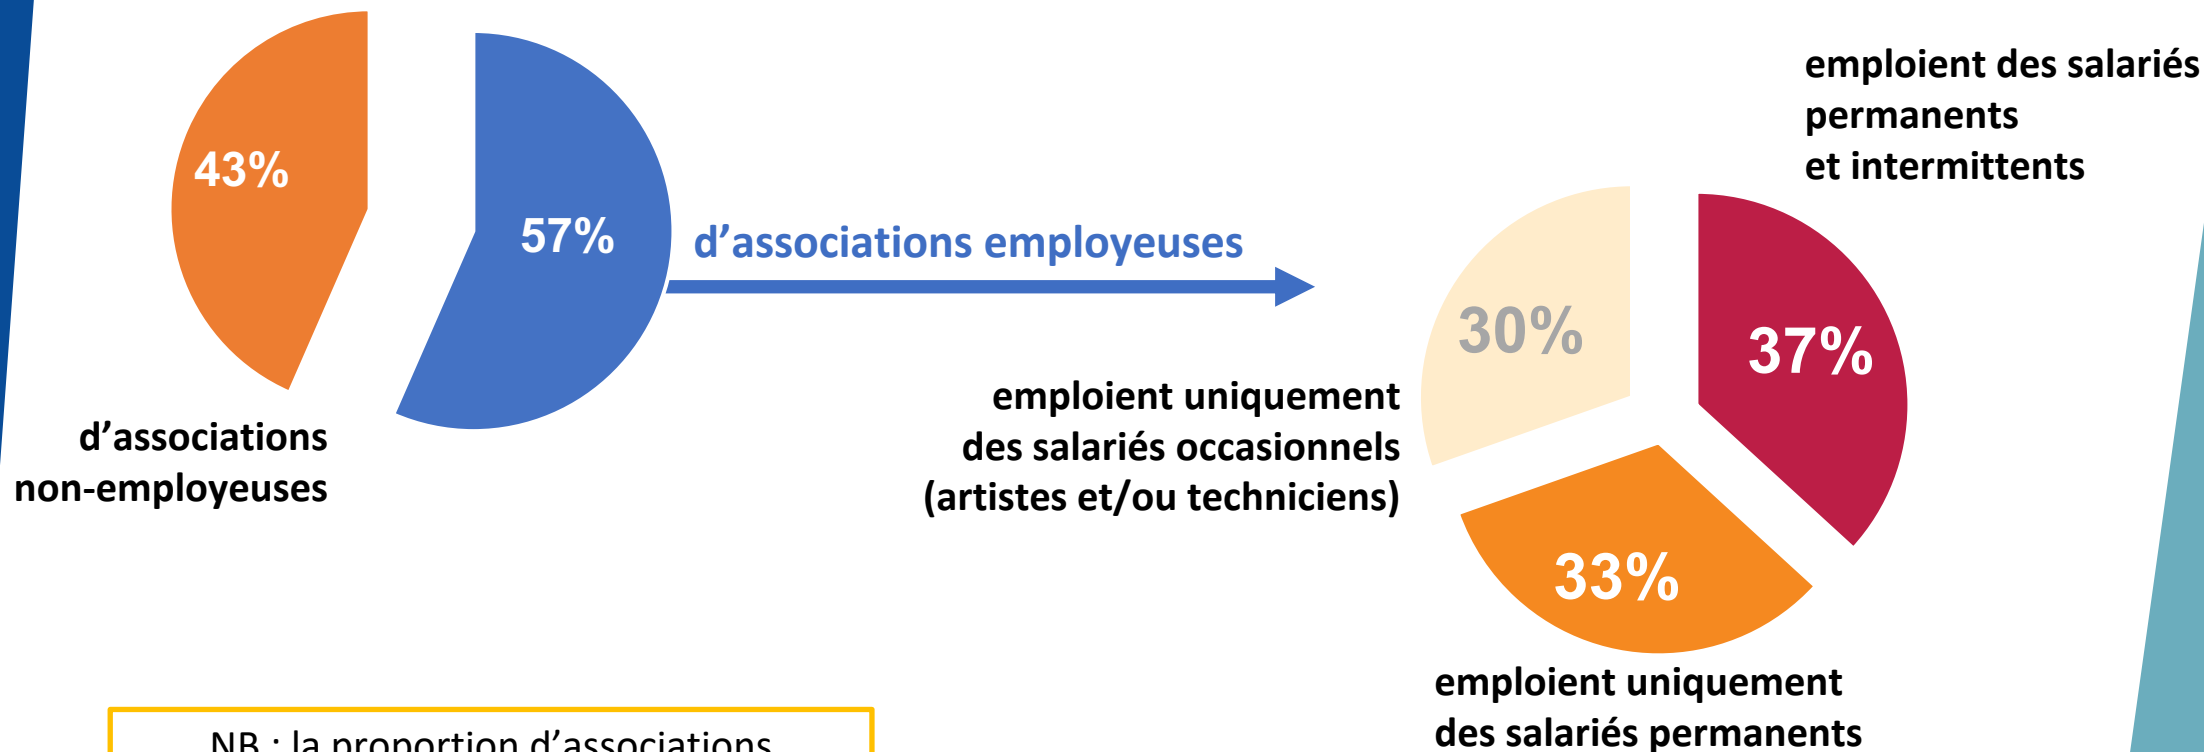 43%
57%
d’associations employeuses
d’associations
non-employeuses
emploient des salariés
permanents
et intermittents
30%
37%
emploient uniquement
des salariés occasionnels
(artistes et/ou techniciens)
33%
emploient uniquement
des salariés permanents
NB : la proportion d’associations